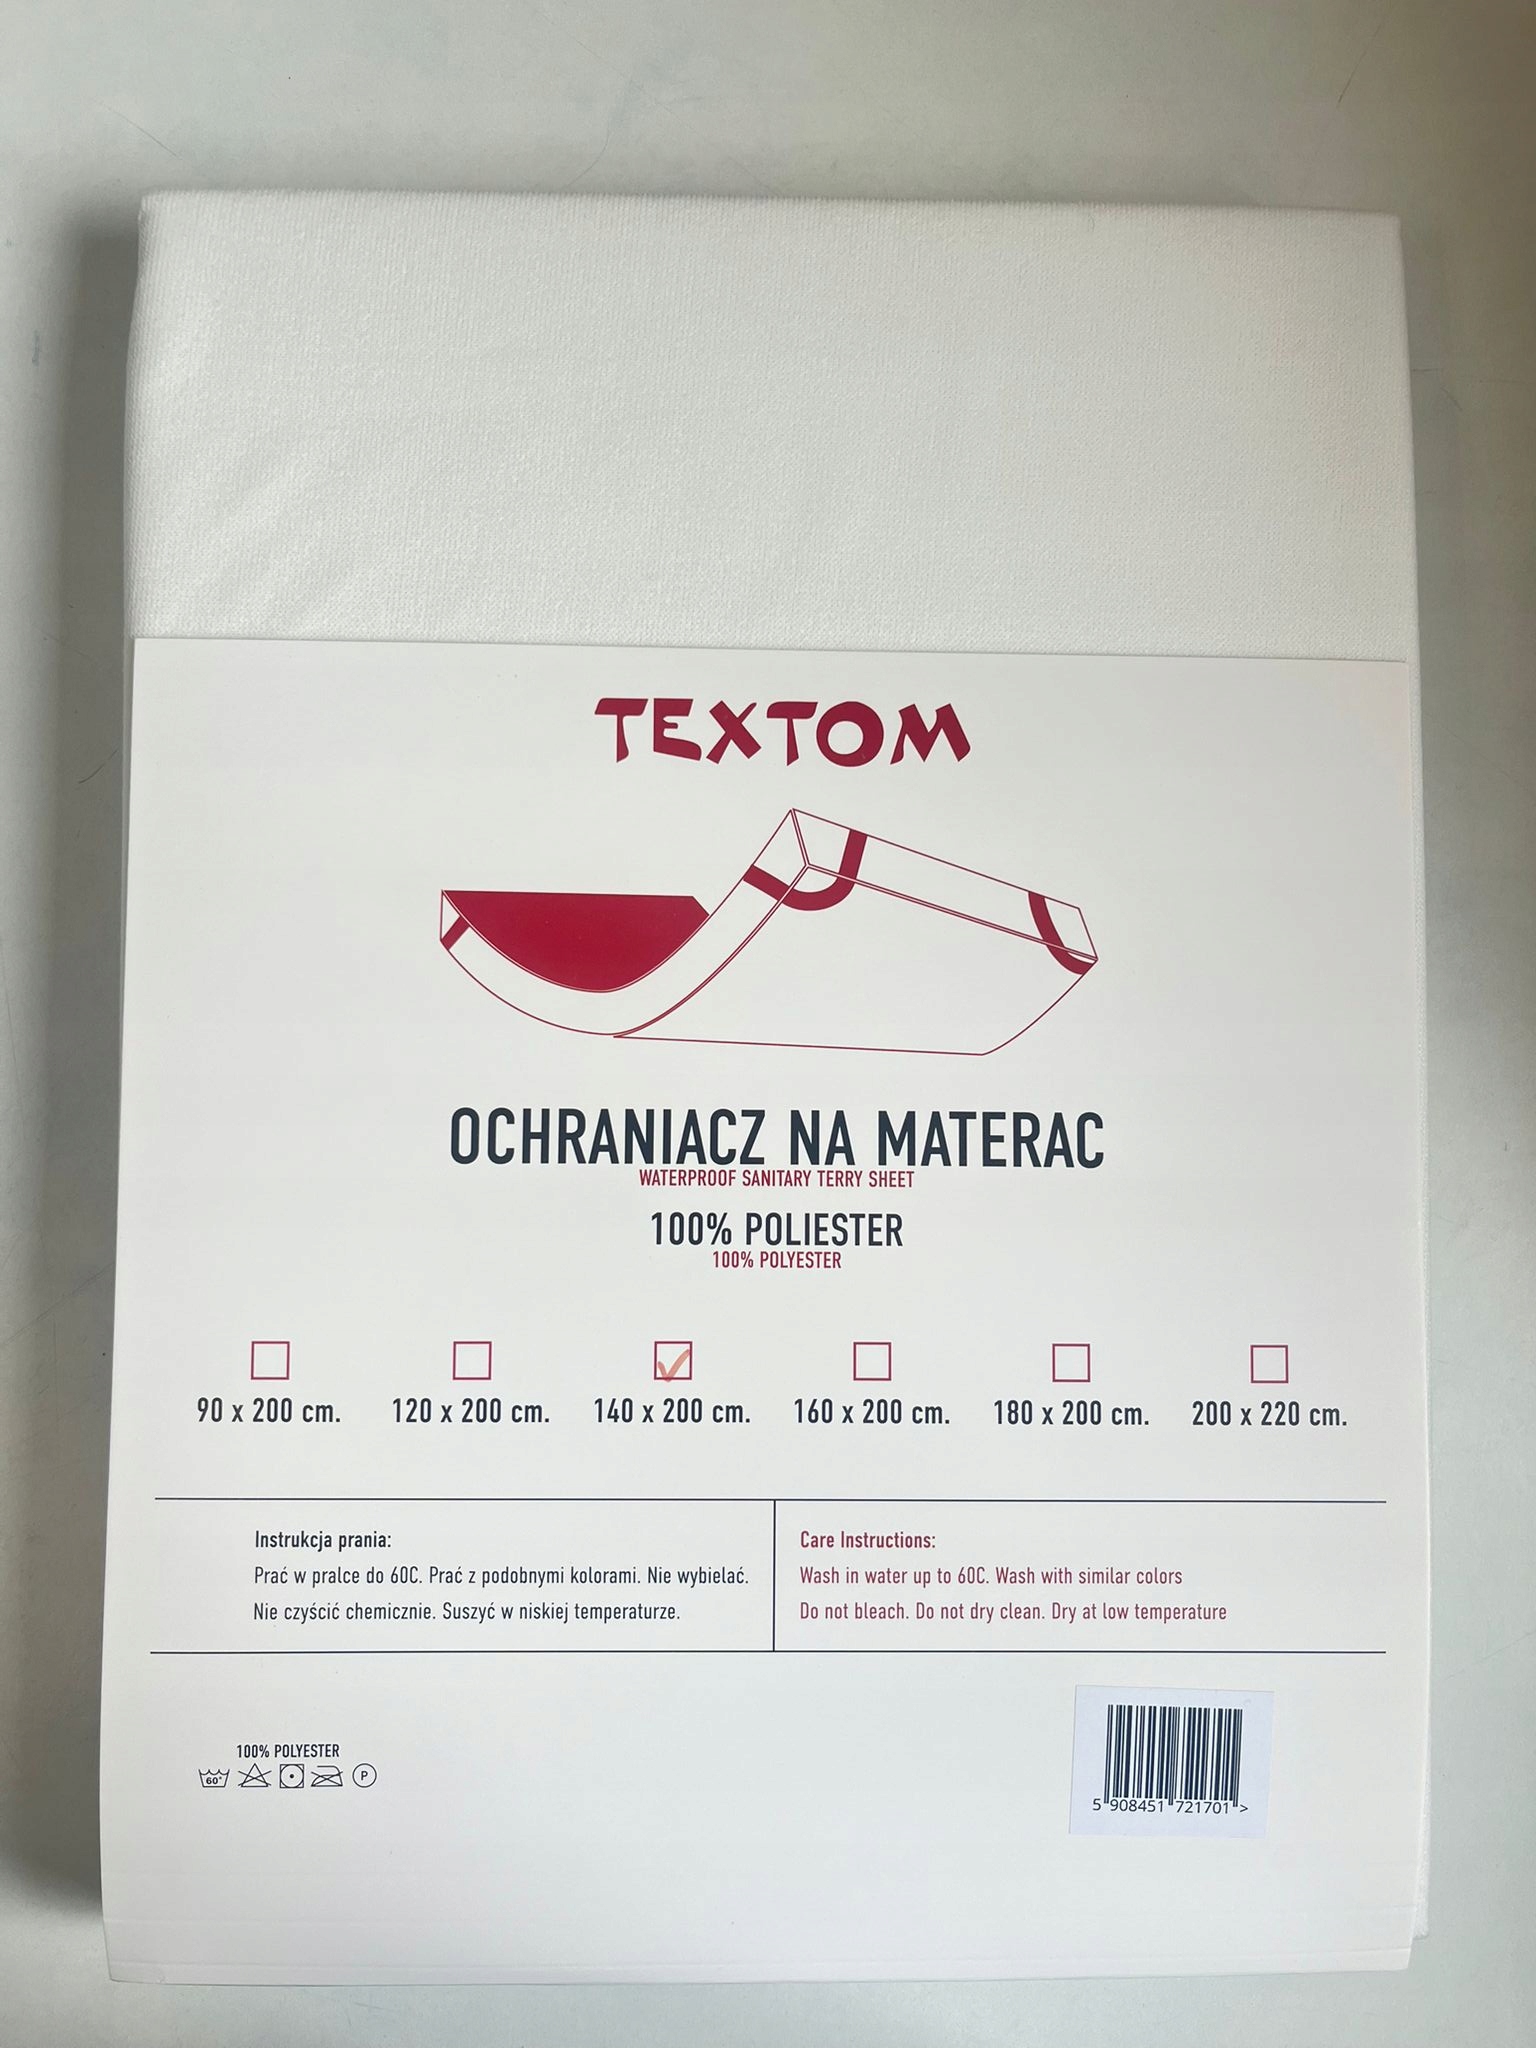 TEXTOM
OCHRANIACZ NA MATERAC
WATERPROOF SANITARY TERRY SHEET
100% POLIESTER
100% POLYESTER
90 x 200 cm. 120 x 200 cm. 140 x 200 cm. 160 x 200 cm. 180 x 200 cm. 200 x 220 cm.
Instrukcja prania:
Prać w pralce do 60C. Prać z podobnymi kolorami. Nie wybielać.
Nie czyścić chemicznie. Suszyć w niskiej temperaturze.
Care Instructions:
Wash in water up to 60C. Wash with similar colors
Do not bleach. Do not dry clean. Dry at low temperature
100% POLYESTER
60° P
5 908451 721701 >